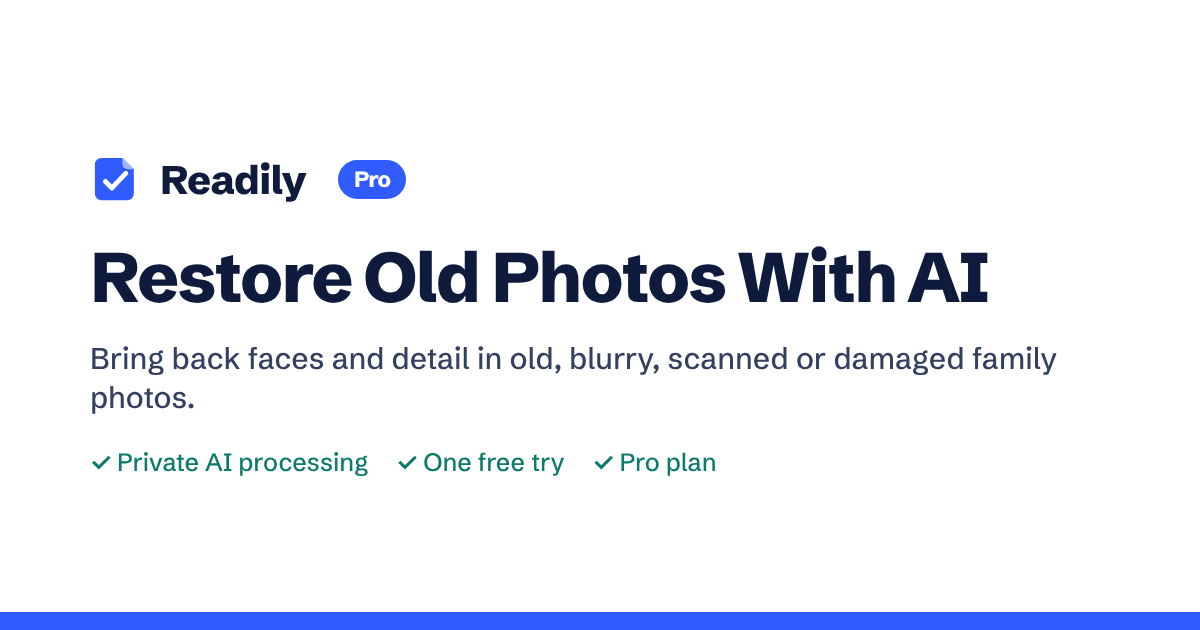 Readily Pro
Restore Old Photos With AI
Bring back faces and detail in old, blurry, scanned or damaged family
photos.
✓ Private AI processing ✓ One free try ✓ Pro plan